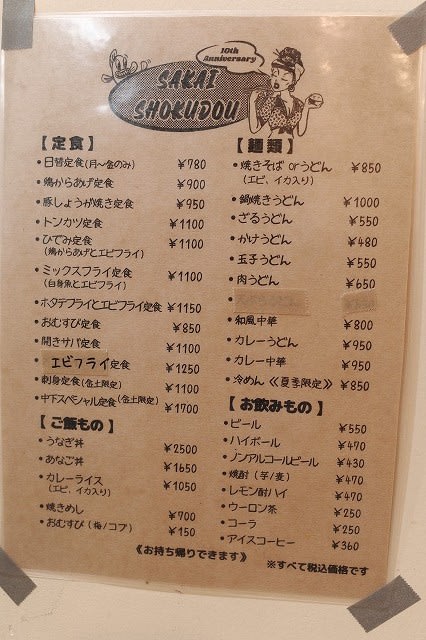 10th
Anniversary
SAKAI
SHOKUDOU
【定食】
・日替定食(月〜金のみ) ¥780
・鶏からあげ定食 ¥900
・豚しょうが焼き定食 ¥950
・トンカツ定食 ¥1100
・ひでみ定食 ¥1100
(鶏からあげとエビフライ)
・ミックスフライ定食 ¥1100
(白身魚とエビフライ)
・ホタテフライとエビフライ定食 ¥1150
・おむすび定食 ¥850
・開きサバ定食 ¥1100
・エビフライ定食 ¥1250
・刺身定食(金土限定) ¥1100
・中下スペシャル定食(金土限定) ¥1700
【ご飯もの】
・うなぎ丼 ¥2500
・あなご丼 ¥1650
・カレーライス ¥1050
(エビ、イカ入り)
・焼きめし ¥700
・おむすび(梅/コブ) ¥150
【麺類】
・焼きそば orうどん ¥850
(エビ、イカ入り)
・鍋焼きうどん ¥1000
・ざるうどん ¥550
・かけうどん ¥480
・玉子うどん ¥550
・肉うどん ¥650
・和風中華 ¥800
・カレーうどん ¥950
・カレー中華 ¥950
・冷めん《夏季限定》 ¥850
【お飲みもの】
・ビール ¥550
・ハイボール ¥470
・ノンアルコールビール ¥430
・焼酎(芋/麦) ¥470
・レモン酎ハイ ¥470
・ウーロン茶 ¥250
・コーラ ¥250
・アイスコーヒー ¥360
《お持ち帰りできます》
※すべて税込価格です